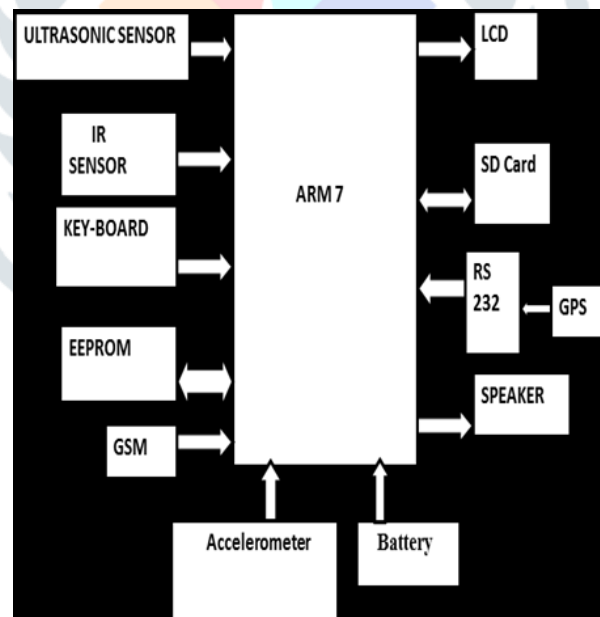 ULTRASONIC SENSOR
LCD
IR
SENSOR
ARM 7
SD Card
KEY-BOARD
RS
232
GPS
EEPROM
SPEAKER
GSM
Accelerometer
Battery